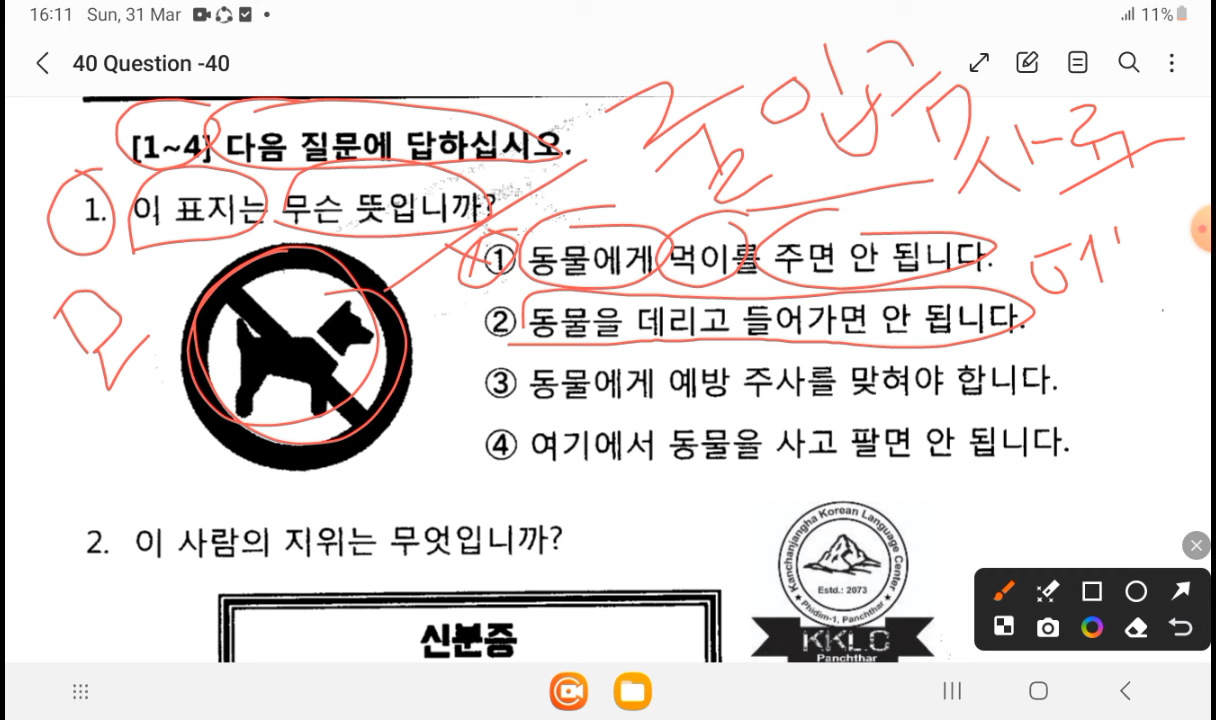 16:11 Sun, 31 Mar
11%
40 Question -40
[1~4] 다음 질문에 답하십시오.
1. 이 표지는 무슨 뜻입니까?
① 동물에게 먹이를 주면 안 됩니다.
② 동물을 데리고 들어가면 안 됩니다.
③ 동물에게 예방 주사를 맞혀야 합니다.
④ 여기에서 동물을 사고 팔면 안 됩니다.
2. 이 사람의 지위는 무엇입니까?
신분증
Kanchanjangha Korean Language Center
Estd.: 2073
Phidim-1, Panchthar
KKLC
Panchthar